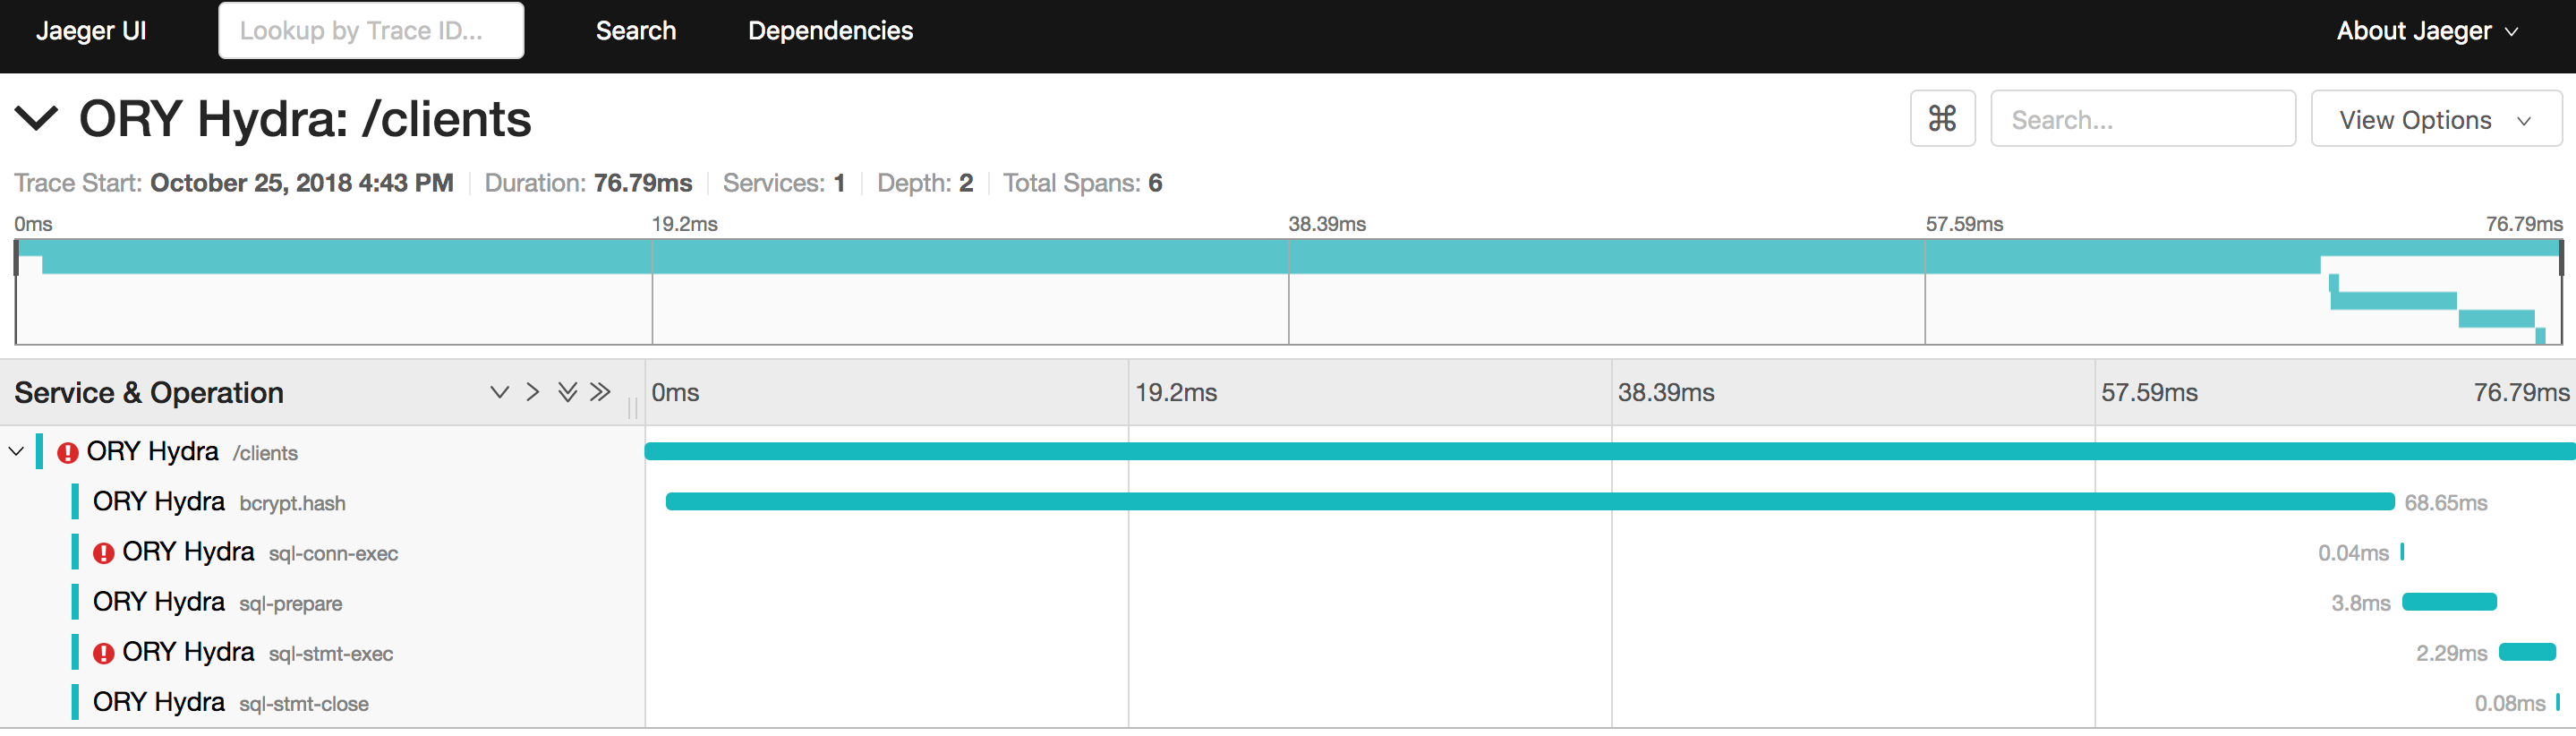 Jaeger UI Lookup by Trace ID... Search Dependencies About Jaeger
ORY Hydra: /clients ⌘ Search... View Options
Trace Start: October 25, 2018 4:43 PM Duration: 76.79ms Services: 1 Depth: 2 Total Spans: 6
0ms 19.2ms 38.39ms 57.59ms 76.79ms
Service & Operation 0ms 19.2ms 38.39ms 57.59ms 76.79ms
ORY Hydra /clients
ORY Hydra bcrypt.hash 68.65ms
ORY Hydra sql-conn-exec 0.04ms
ORY Hydra sql-prepare 3.8ms
ORY Hydra sql-stmt-exec 2.29ms
ORY Hydra sql-stmt-close 0.08ms